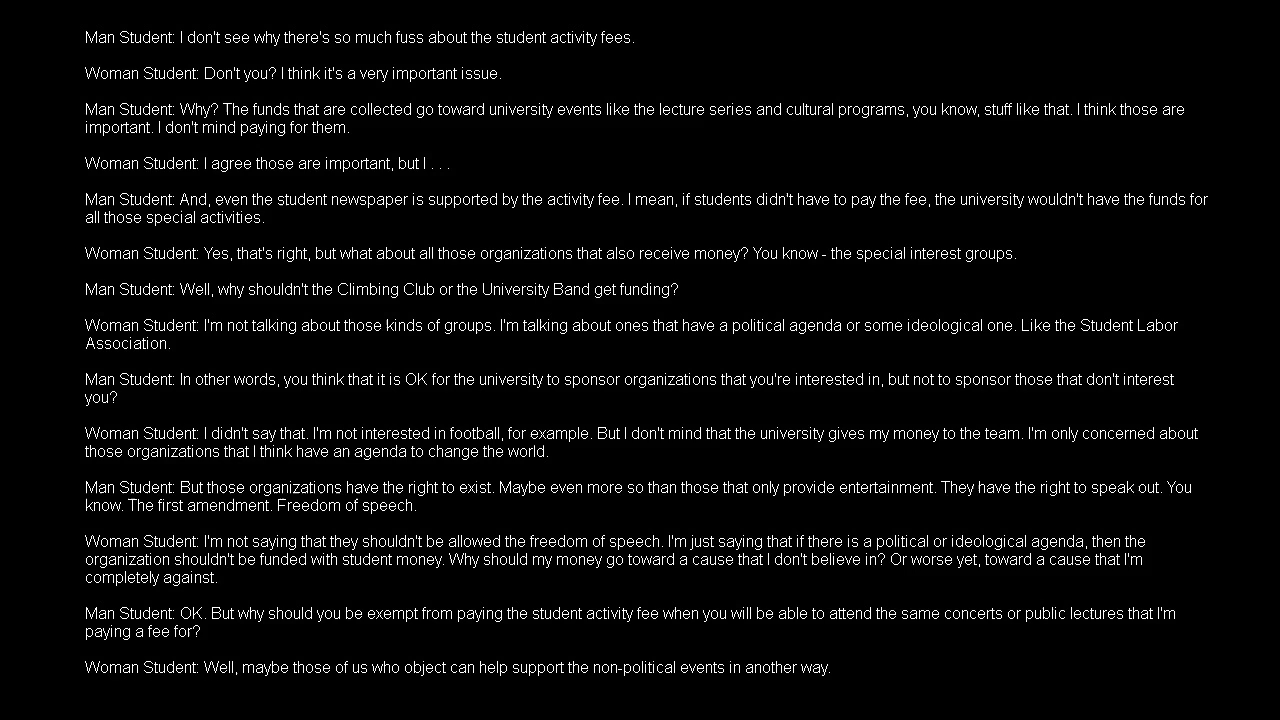 Man Student: I don't see why there's so much fuss about the student activity fees.
Woman Student: Don't you? I think it's a very important issue.
Man Student: Why? The funds that are collected go toward university events like the lecture series and cultural programs, you know, stuff like that. I think those are
important. I don't mind paying for them.
Woman Student: I agree those are important, but I . . .
Man Student: And, even the student newspaper is supported by the activity fee. I mean, if students didn't have to pay the fee, the university wouldn't have the funds for
all those special activities.
Woman Student: Yes, that's right, but what about all those organizations that also receive money? You know - the special interest groups.
Man Student: Well, why shouldn't the Climbing Club or the University Band get funding?
Woman Student: I'm not talking about those kinds of groups. I'm talking about ones that have a political agenda or some ideological one. Like the Student Labor
Association.
Man Student: In other words, you think that it is OK for the university to sponsor organizations that you're interested in, but not to sponsor those that don't interest
you?
Woman Student: I didn't say that. I'm not interested in football, for example. But I don't mind that the university gives my money to the team. I'm only concerned about
those organizations that I think have an agenda to change the world.
Man Student: But those organizations have the right to exist. Maybe even more so than those that only provide entertainment. They have the right to speak out. You
know. The first amendment. Freedom of speech.
Woman Student: I'm not saying that they shouldn't be allowed the freedom of speech. I'm just saying that if there is a political or ideological agenda, then the
organization shouldn't be funded with student money. Why should my money go toward a cause that I don't believe in? Or worse yet, toward a cause that I'm
completely against.
Man Student: OK. But why should you be exempt from paying the student activity fee when you will be able to attend the same concerts or public lectures that I'm
paying a fee for?
Woman Student: Well, maybe those of us who object can help support the non-political events in another way.